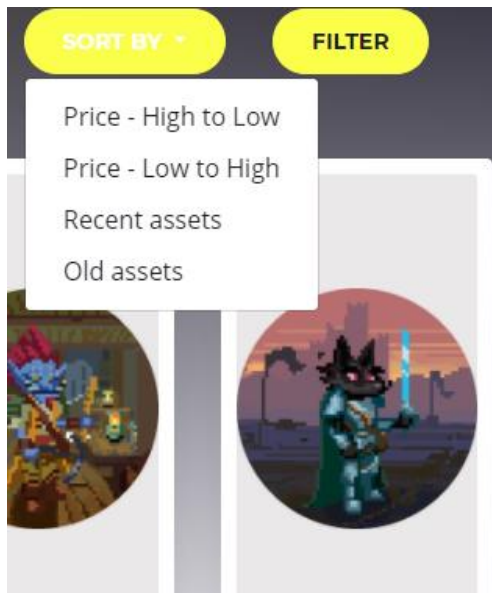 SORT BY
FILTER
Price - High to Low
Price - Low to High
Recent assets
Old assets